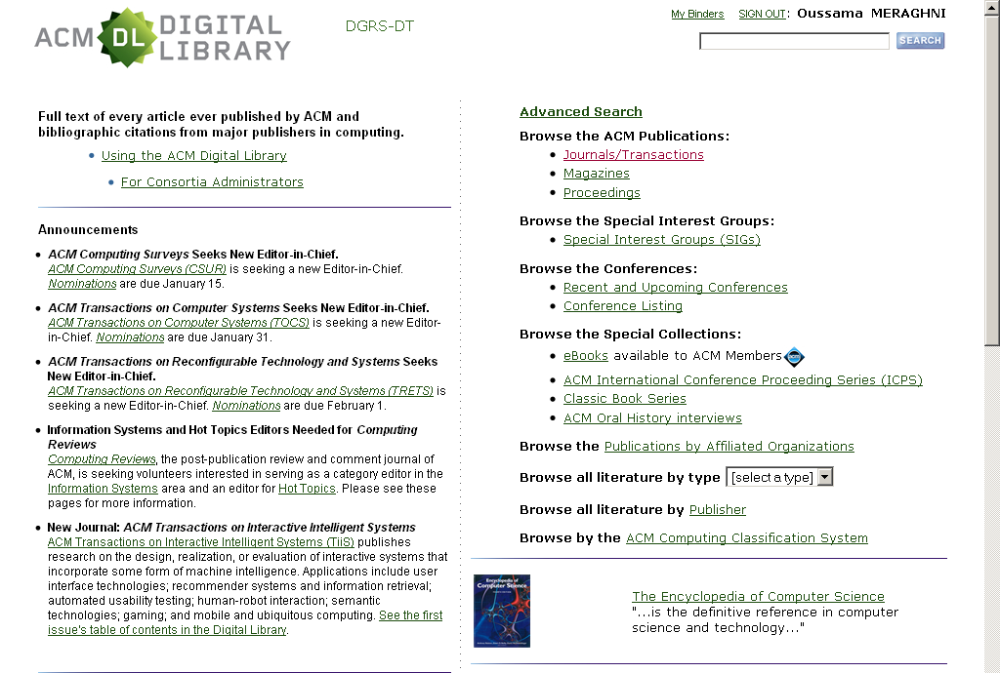 ACM DL DIGITAL LIBRARY
DGRS-DT
My Binders SIGN OUT: Oussama MERAGHNI
SEARCH
Full text of every article ever published by ACM and
bibliographic citations from major publishers in computing.
• Using the ACM Digital Library
• For Consortia Administrators
Announcements
• ACM Computing Surveys Seeks New Editor-in-Chief.
ACM Computing Surveys (CSUR) is seeking a new Editor-in-Chief.
Nominations are due January 15.
• ACM Transactions on Computer Systems Seeks New Editor-in-Chief.
ACM Transactions on Computer Systems (TOCS) is seeking a new Editor-
in-Chief. Nominations are due January 31.
• ACM Transactions on Reconfigurable Technology and Systems Seeks
New Editor-in-Chief.
ACM Transactions on Reconfigurable Technology and Systems (TRETS) is
seeking a new Editor-in-Chief. Nominations are due February 1.
• Information Systems and Hot Topics Editors Needed for Computing
Reviews
Computing Reviews, the post-publication review and comment journal of
ACM, is seeking volunteers interested in serving as a category editor in the
Information Systems area and an editor for Hot Topics. Please see these
pages for more information.
• New Journal: ACM Transactions on Interactive Intelligent Systems
ACM Transactions on Interactive Intelligent Systems (TiiS) publishes
research on the design, realization, or evaluation of interactive systems that
incorporate some form of machine intelligence. Applications include user
interface technologies; recommender systems and information retrieval;
automated usability testing; human-robot interaction; semantic
technologies; gaming; and mobile and ubiquitous computing. See the first
issue's table of contents in the Digital Library.
Advanced Search
Browse the ACM Publications:
• Journals/Transactions
• Magazines
• Proceedings
Browse the Special Interest Groups:
• Special Interest Groups (SIGs)
Browse the Conferences:
• Recent and Upcoming Conferences
• Conference Listing
Browse the Special Collections:
• eBooks available to ACM Members
• ACM International Conference Proceeding Series (ICPS)
• Classic Book Series
• ACM Oral History interviews
Browse the Publications by Affiliated Organizations
Browse all literature by type [select a type]
Browse all literature by Publisher
Browse by the ACM Computing Classification System
Encyclopedia of
Computer Science
The Encyclopedia of Computer Science
"...is the definitive reference in computer
science and technology..."